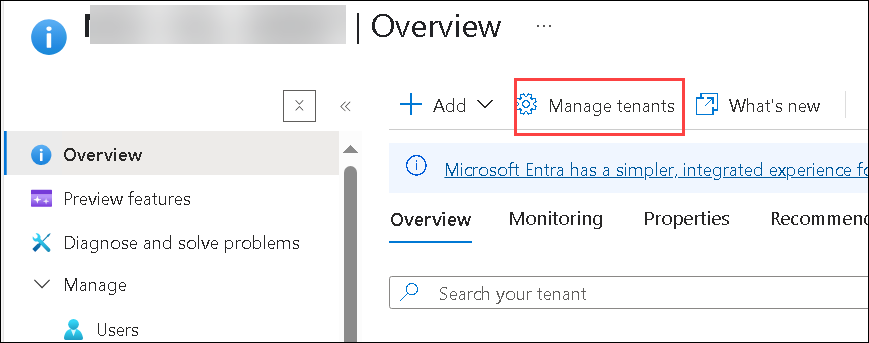 | Overview ...
Add
Manage tenants
What's new
Overview
Microsoft Entra has a simpler, integrated experience fo
Preview features
Overview
Monitoring
Properties
Recommen
Diagnose and solve problems
Manage
Search your tenant
Users